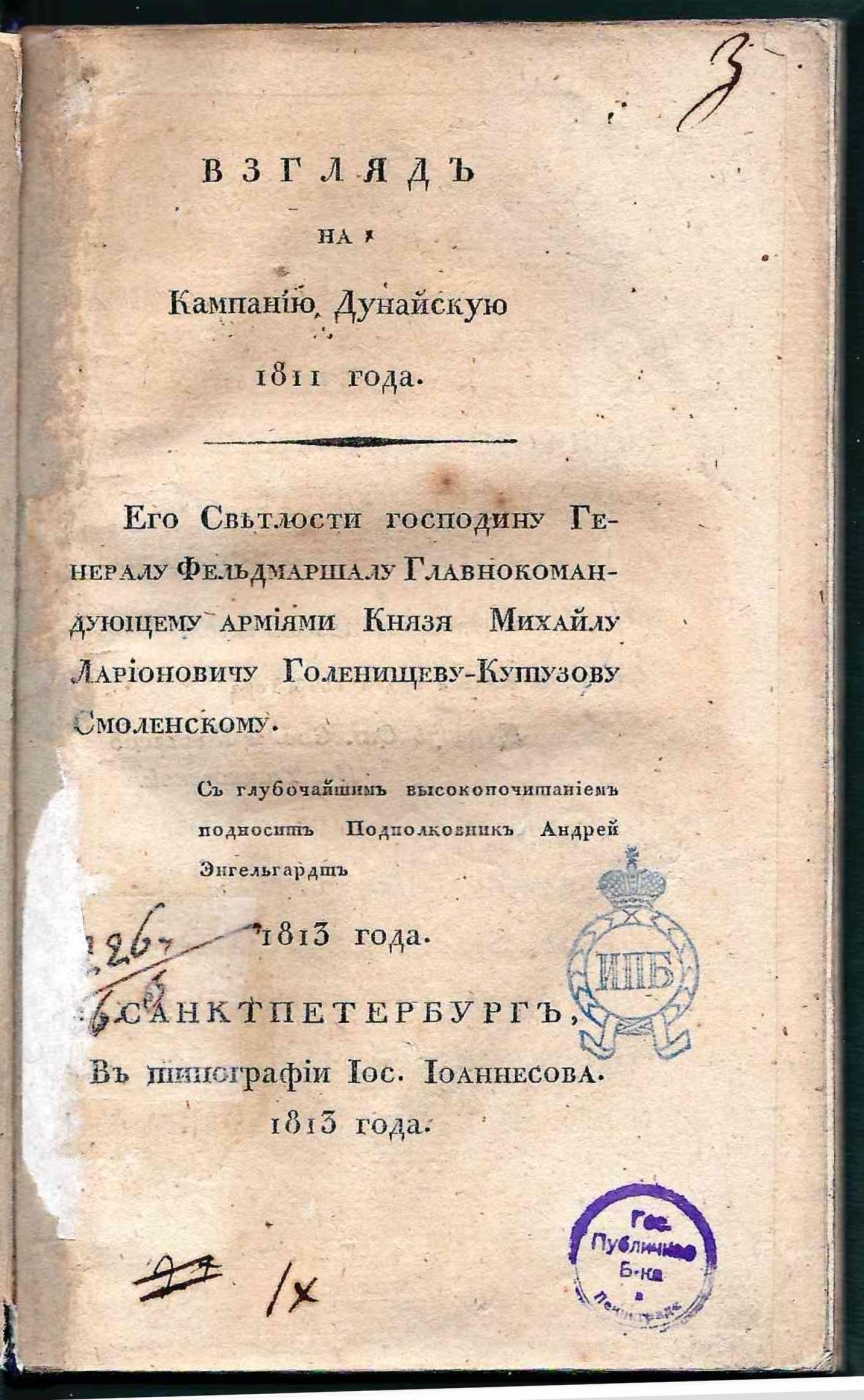 3
ВЗГЛЯДЪ
НА
Кампанію Дунайскую
1811 года.
Его Свѣтлости господину Ге-
нералу Фельдмаршалу Главнокоман-
дующему арміями Князя Михайлу
Ларіоновичу Голенищеву-Кутузову
Смоленскому.
Съ глубочайшимъ высокопочитаніемъ
подноситъ Подполковникъ Андрей
Энгельгардтъ
1813 года.
ИПБ
САНКТПЕТЕРБУРГЪ,
Въ типографіи Іос. Іоаннесова.
1813 года.
Гос.
Публичная
Б-ка
в
Ленинграде